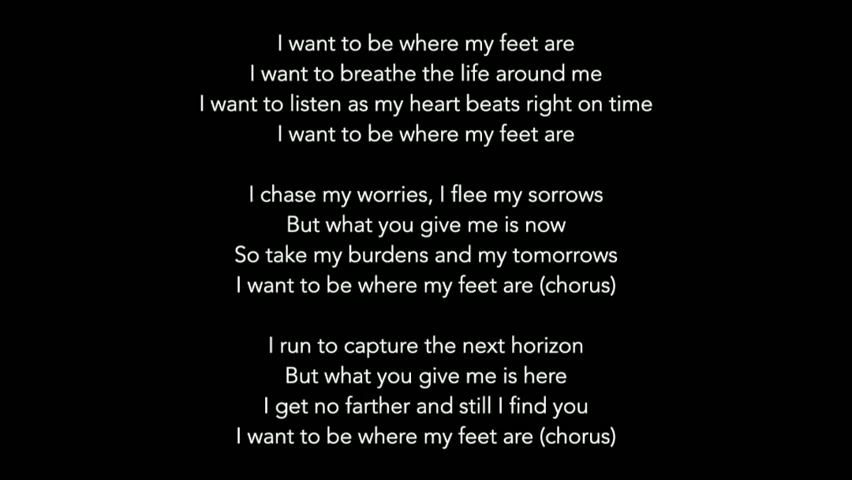 I want to be where my feet are
I want to breathe the life around me
I want to listen as my heart beats right on time
I want to be where my feet are
I chase my worries, I flee my sorrows
But what you give me is now
So take my burdens and my tomorrows
I want to be where my feet are (chorus)
I run to capture the next horizon
But what you give me is here
I get no farther and still I find you
I want to be where my feet are (chorus)